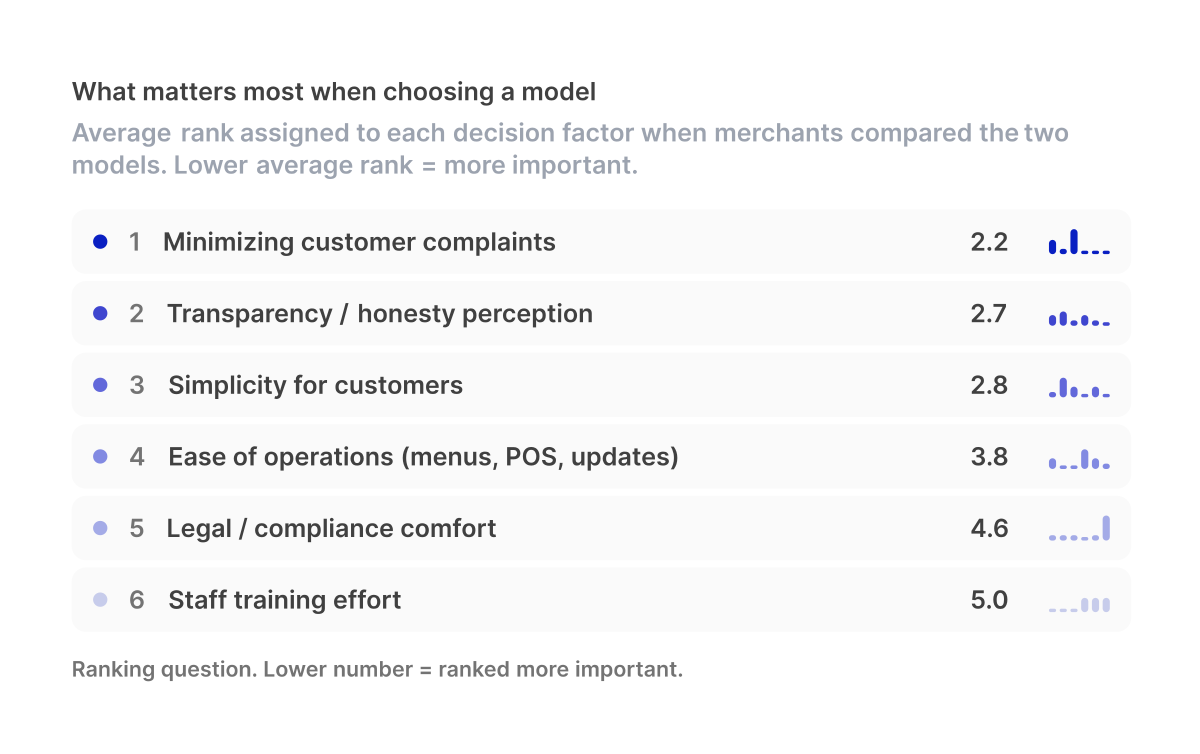 What matters most when choosing a model
Average rank assigned to each decision factor when merchants compared the two
models. Lower average rank = more important.
1 Minimizing customer complaints 2.2
2 Transparency / honesty perception 2.7
3 Simplicity for customers 2.8
4 Ease of operations (menus, POS, updates) 3.8
5 Legal / compliance comfort 4.6
6 Staff training effort 5.0
Ranking question. Lower number = ranked more important.